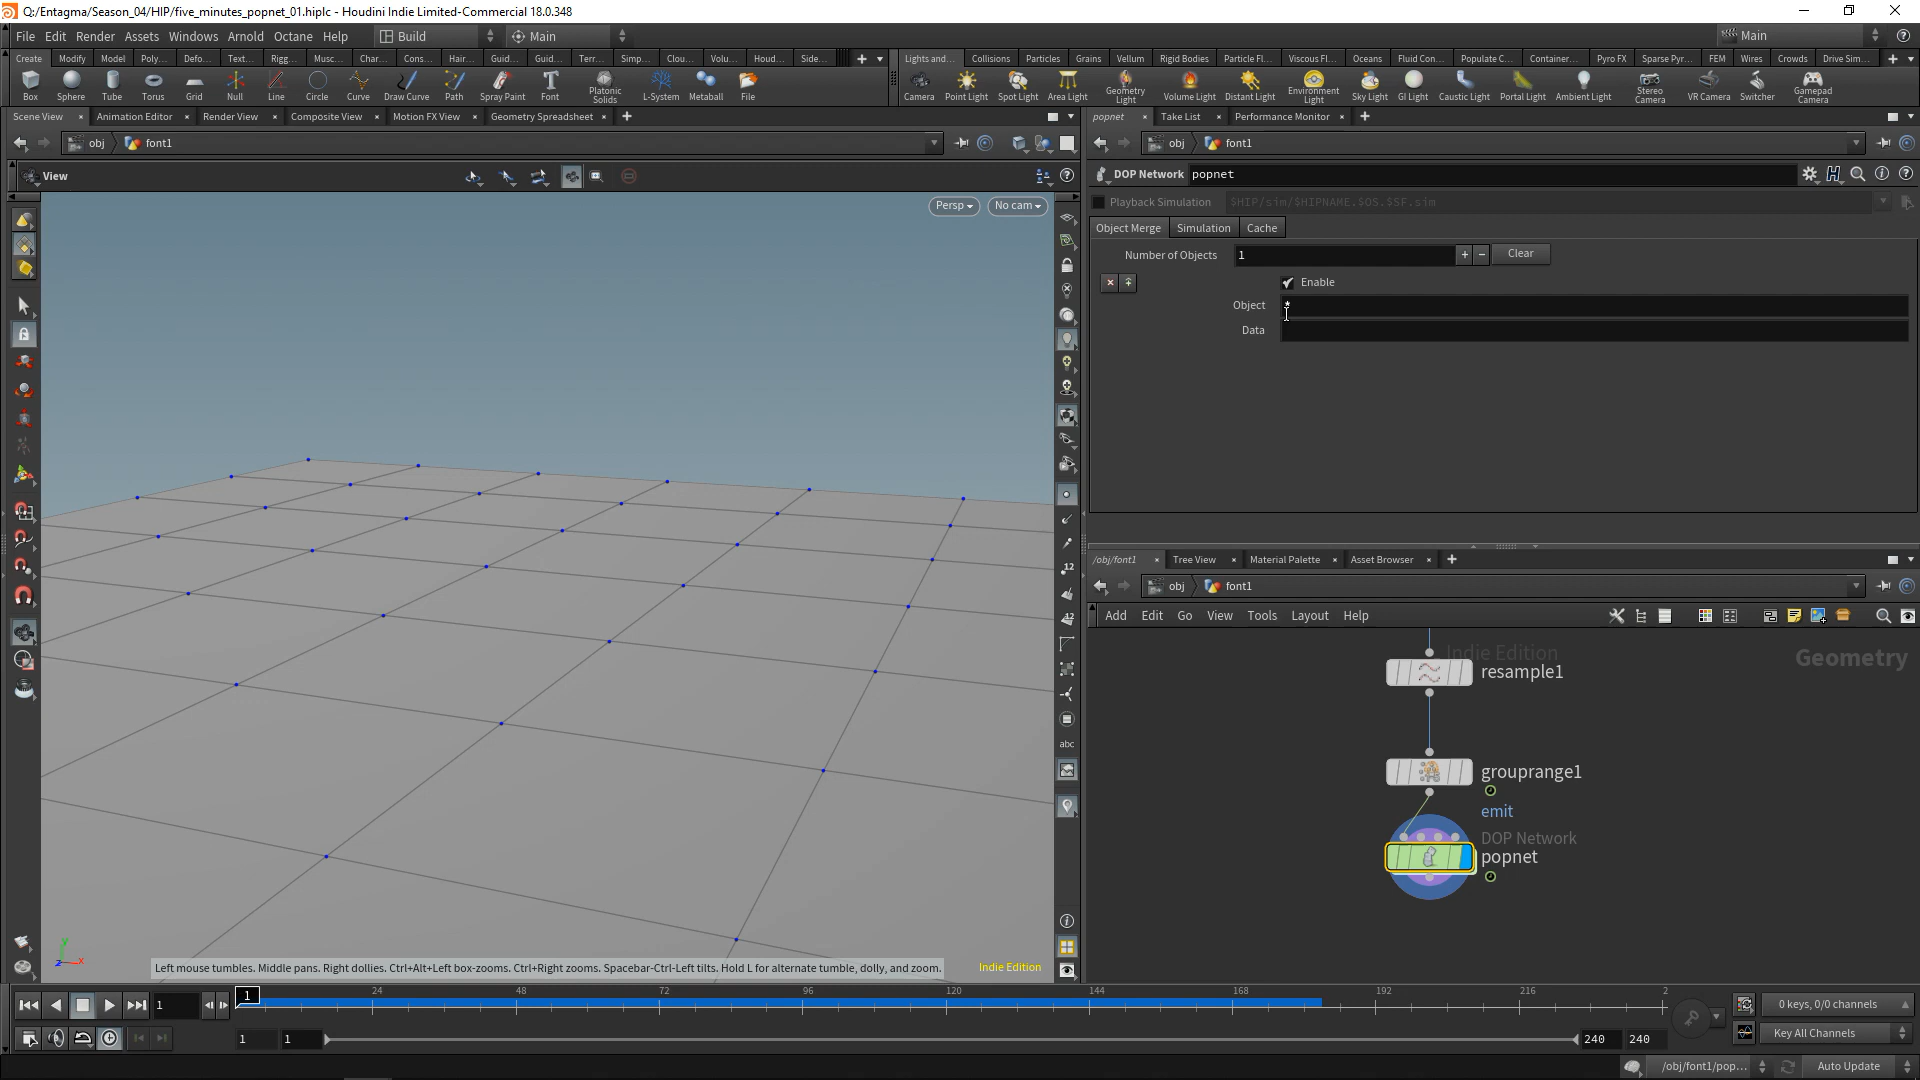 Q:/Entagma/Season_04/HIP/five_minutes_popnet_01.hiplc - Houdini Indie Limited-Commercial 18.0.348
File Edit Render Assets Windows Arnold Octane Help Build Main Main
Create Modify Model Poly... Defo... Text... Rigg... Musc... Char... Cons... Hair... Guid... Guid... Terr... Simp... Clou... Volu... Houd... Side...
Lights and... Collisions Particles Grains Vellum Rigid Bodies Particle Fl... Viscous Fl... Oceans Fluid Con... Populate C... Container... Pyro FX Sparse Pyr... FEM Wires Crowds Drive Sim...
Box Sphere Tube Torus Grid Null Line Circle Curve Draw Curve Path Spray Paint Font Platonic Solids L-System Metaball File
Camera Point Light Spot Light Area Light Geometry Light Volume Light Distant Light Environment Light Sky Light GI Light Caustic Light Portal Light Ambient Light Stereo Camera VR Camera Switcher Gamepad Camera
Scene View Animation Editor Render View Composite View Motion FX View Geometry Spreadsheet
popnet Take List Performance Monitor
obj font1
obj font1
View
DOP Network popnet
Playback Simulation $HIP/sim/$HIPNAME.$OS.$SF.sim
Persp No cam
Object Merge Simulation Cache
Number of Objects 1 + − Clear
Enable
Object *
Data
/obj/font1 Tree View Material Palette Asset Browser
obj font1
Add Edit Go View Tools Layout Help
Indie Edition
Geometry
resample1
grouprange1
emit
DOP Network
popnet
12
12
abc
y
z x
Left mouse tumbles. Middle pans. Right dollies. Ctrl+Alt+Left box-zooms. Ctrl+Right zooms. Spacebar-Ctrl-Left tilts. Hold L for alternate tumble, dolly, and zoom.
Indie Edition
1 1 24 48 72 96 120 144 168 192 216 2
0 keys, 0/0 channels
1 1 240 240
Key All Channels
/obj/font1/pop... Auto Update